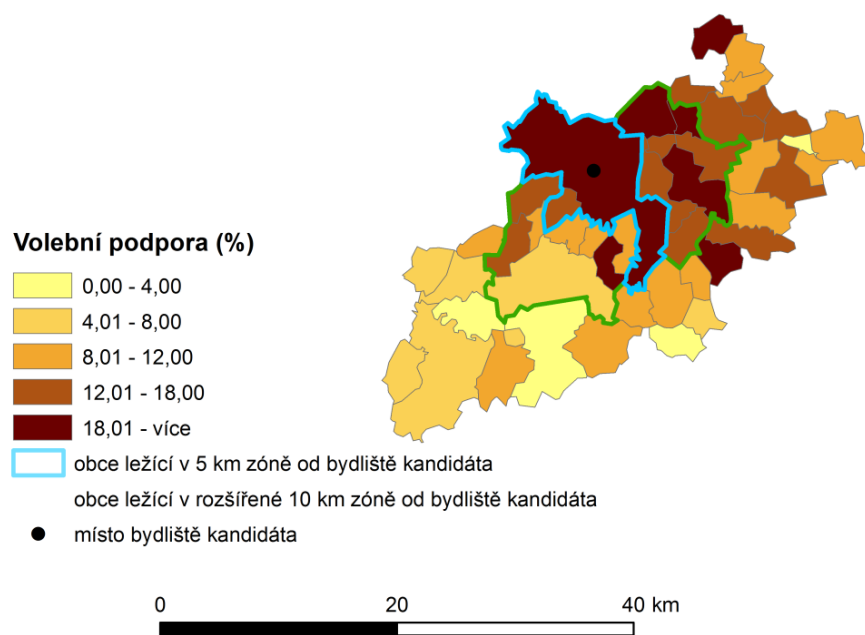 Volební podpora (%)
0,00 - 4,00
4,01 - 8,00
8,01 - 12,00
12,01 - 18,00
18,01 - více
obce ležící v 5 km zóně od bydliště kandidáta
obce ležící v rozšířené 10 km zóně od bydliště kandidáta
místo bydliště kandidáta
0 20 40 km